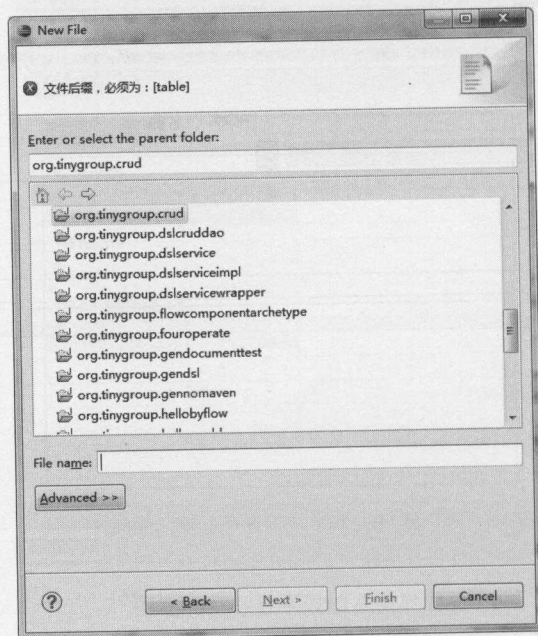 New File
文件后缀，必须为：[table]
Enter or select the parent folder:
org.tinygroup.crud
org.tinygroup.crud
org.tinygroup.dslcruddao
org.tinygroup.dslservice
org.tinygroup.dslserviceimpl
org.tinygroup.dslservicewrapper
org.tinygroup.flowcomponentarchetype
org.tinygroup.fouroperate
org.tinygroup.gendocumenttest
org.tinygroup.gendsl
org.tinygroup.gennomaven
org.tinygroup.hellobyflow
File name:
Advanced >>
< Back Next > Finish Cancel